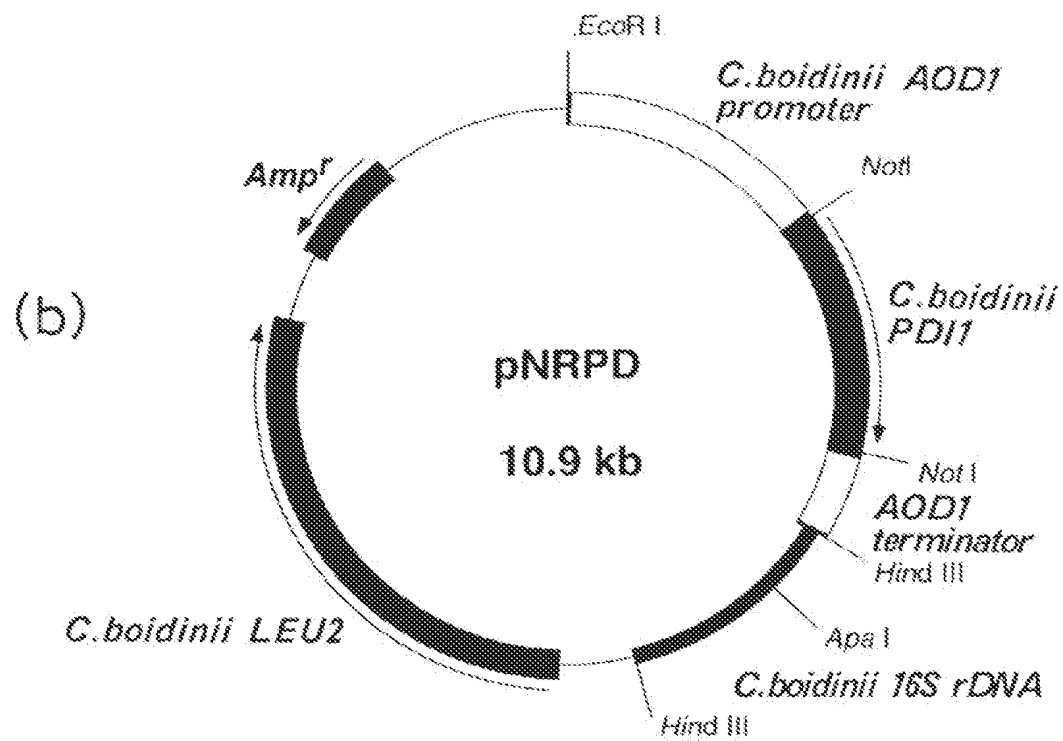 EcoR I
C.boidinii AOD1
promoter
NotI
Amp^r
(b)
C.boidinii
PDI1
pNRPD
10.9 kb
Not I
AOD1
terminator
Hind III
C.boidinii LEU2
Apa I
C.boidinii 16S rDNA
Hind III